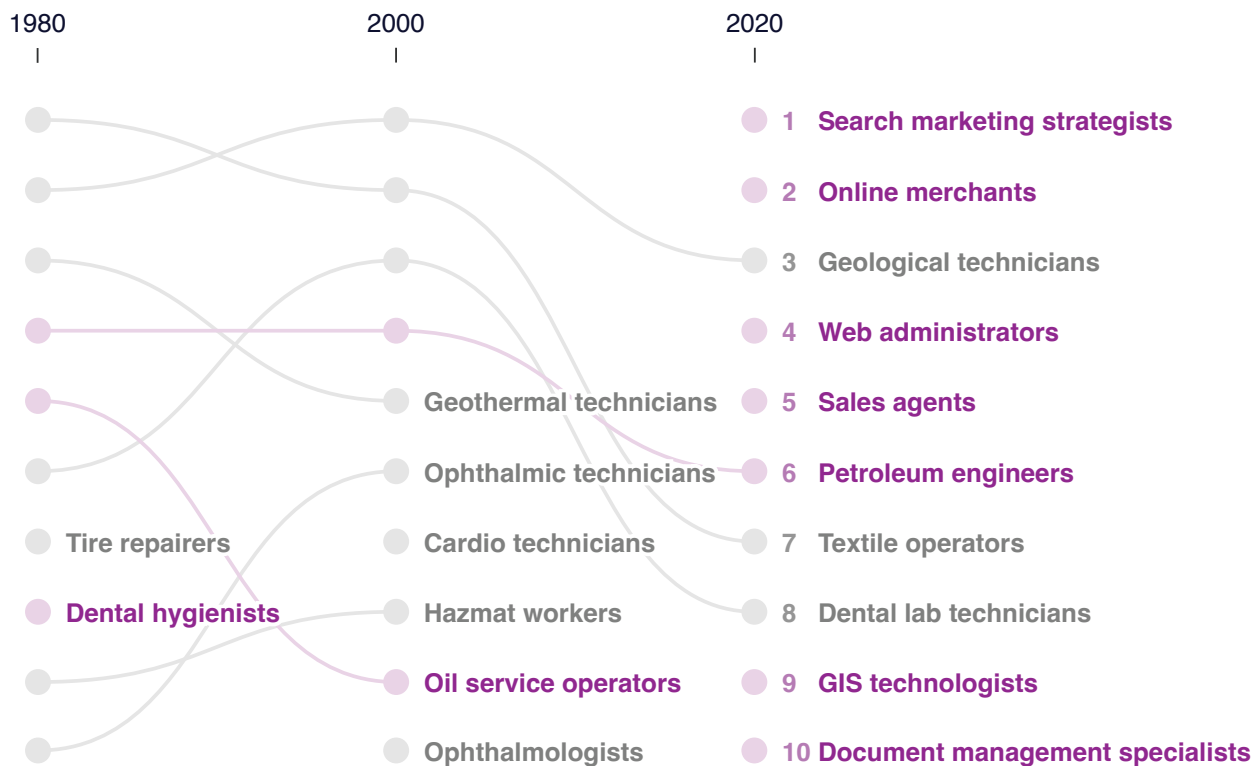 1980 2000 2020
1 Search marketing strategists
2 Online merchants
3 Geological technicians
4 Web administrators
Geothermal technicians 5 Sales agents
Ophthalmic technicians 6 Petroleum engineers
Tire repairers Cardio technicians 7 Textile operators
Dental hygienists Hazmat workers 8 Dental lab technicians
Oil service operators 9 GIS technologists
Ophthalmologists 10 Document management specialists